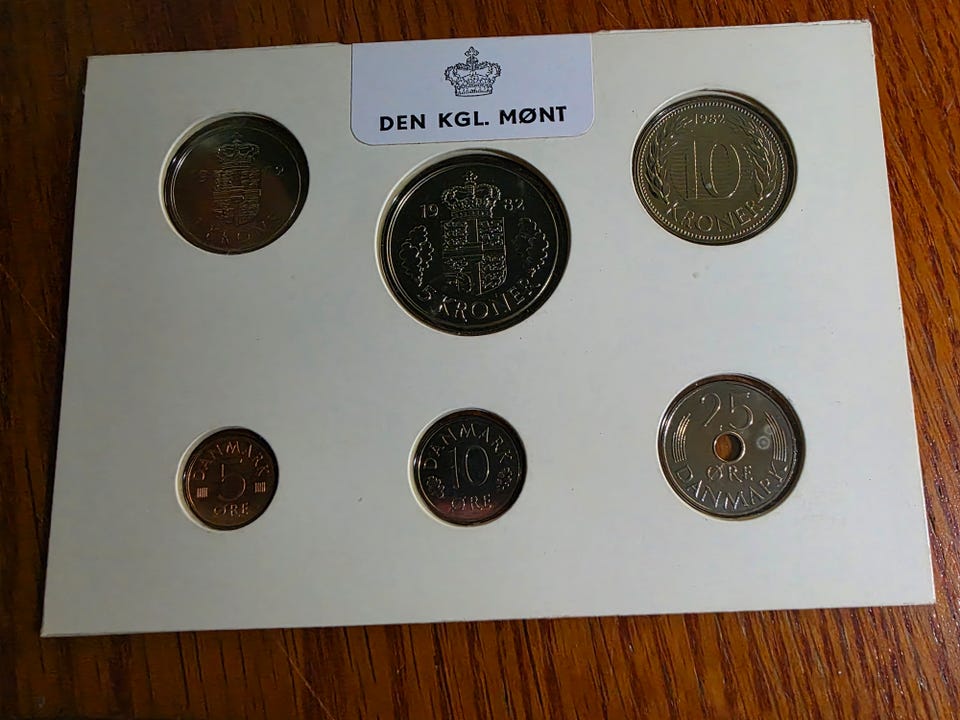 DEN KGL. MØNT
KRONE
19 82
5 KRONER
1982
10
KRONER
DANMARK
5
ØRE
DANMARK
10
ØRE
25
ØRE
DANMARK